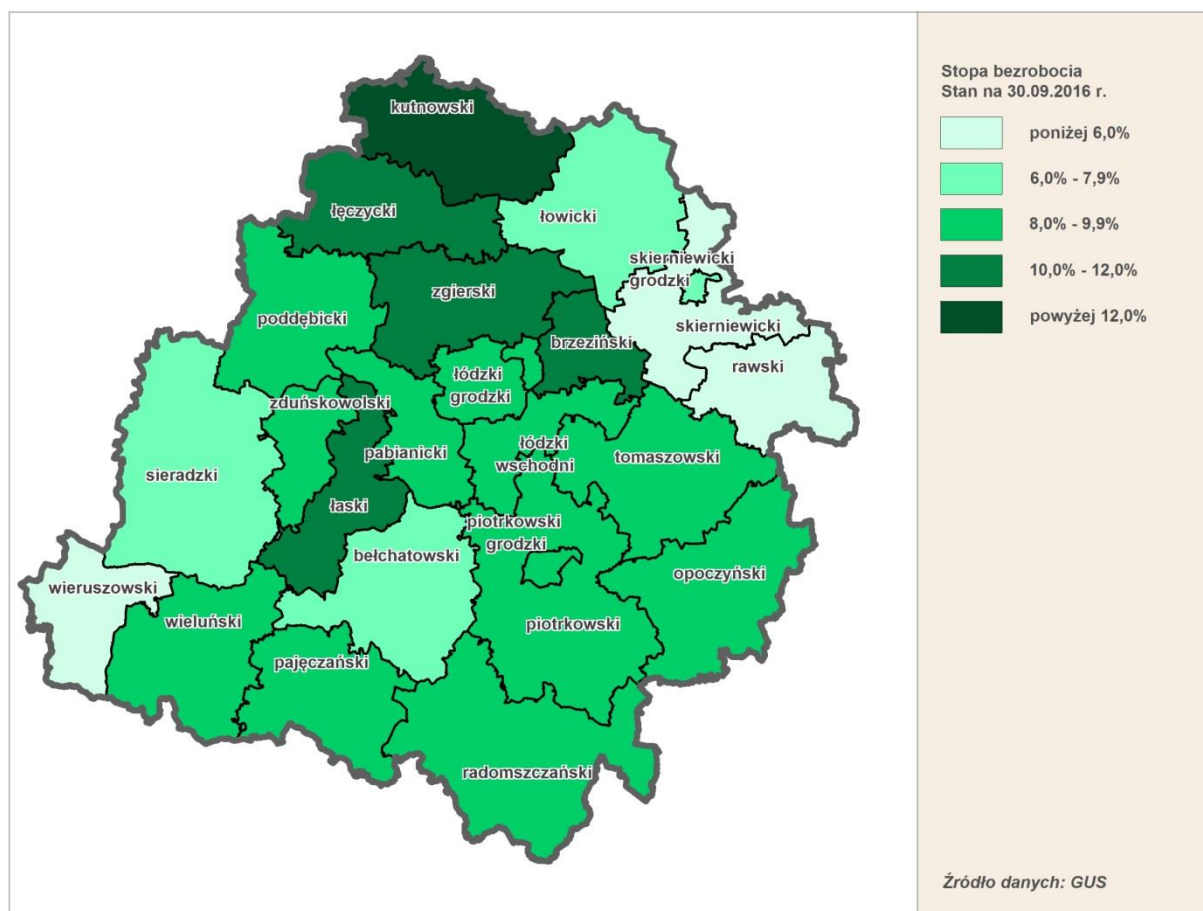 kutnowski
łęczycki
łowicki
skierniewicki
grodzki
zgierski
poddębicki
brzeziński
skierniewicki
rawski
łódzki
grodzki
zduńskowolski
pabianicki
łódzki
wschodni
tomaszowski
sieradzki
łaski
piotrkowski
grodzki
bełchatowski
opoczyński
wieruszowski
wieluński
piotrkowski
pajęczański
radomszczański
Stopa bezrobocia
Stan na 30.09.2016 r.
poniżej 6,0%
6,0% - 7,9%
8,0% - 9,9%
10,0% - 12,0%
powyżej 12,0%
Źródło danych: GUS